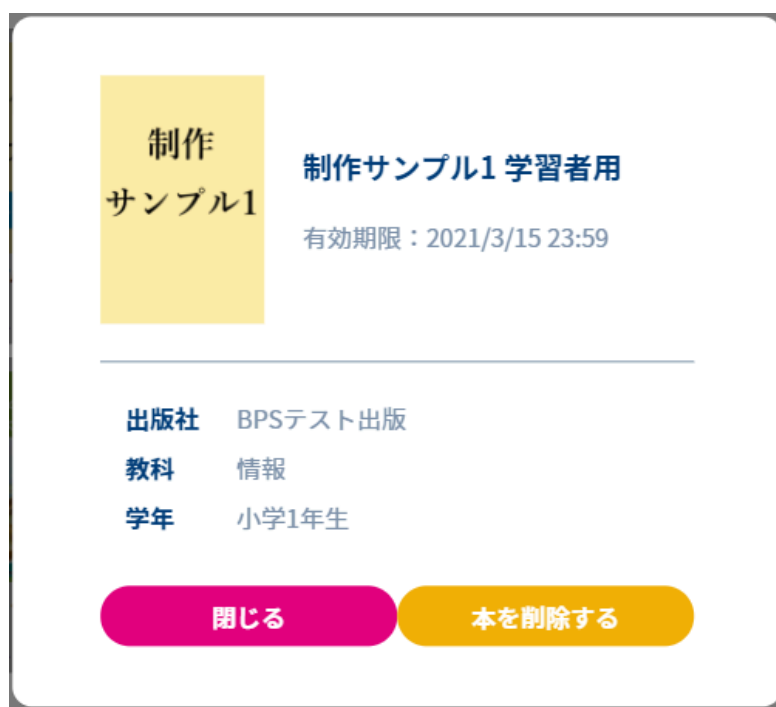 制作
サンプル1
制作サンプル1 学習者用
有効期限：2021/3/15 23:59
出版社 BPSテスト出版
教科 情報
学年 小学1年生
閉じる 本を削除する